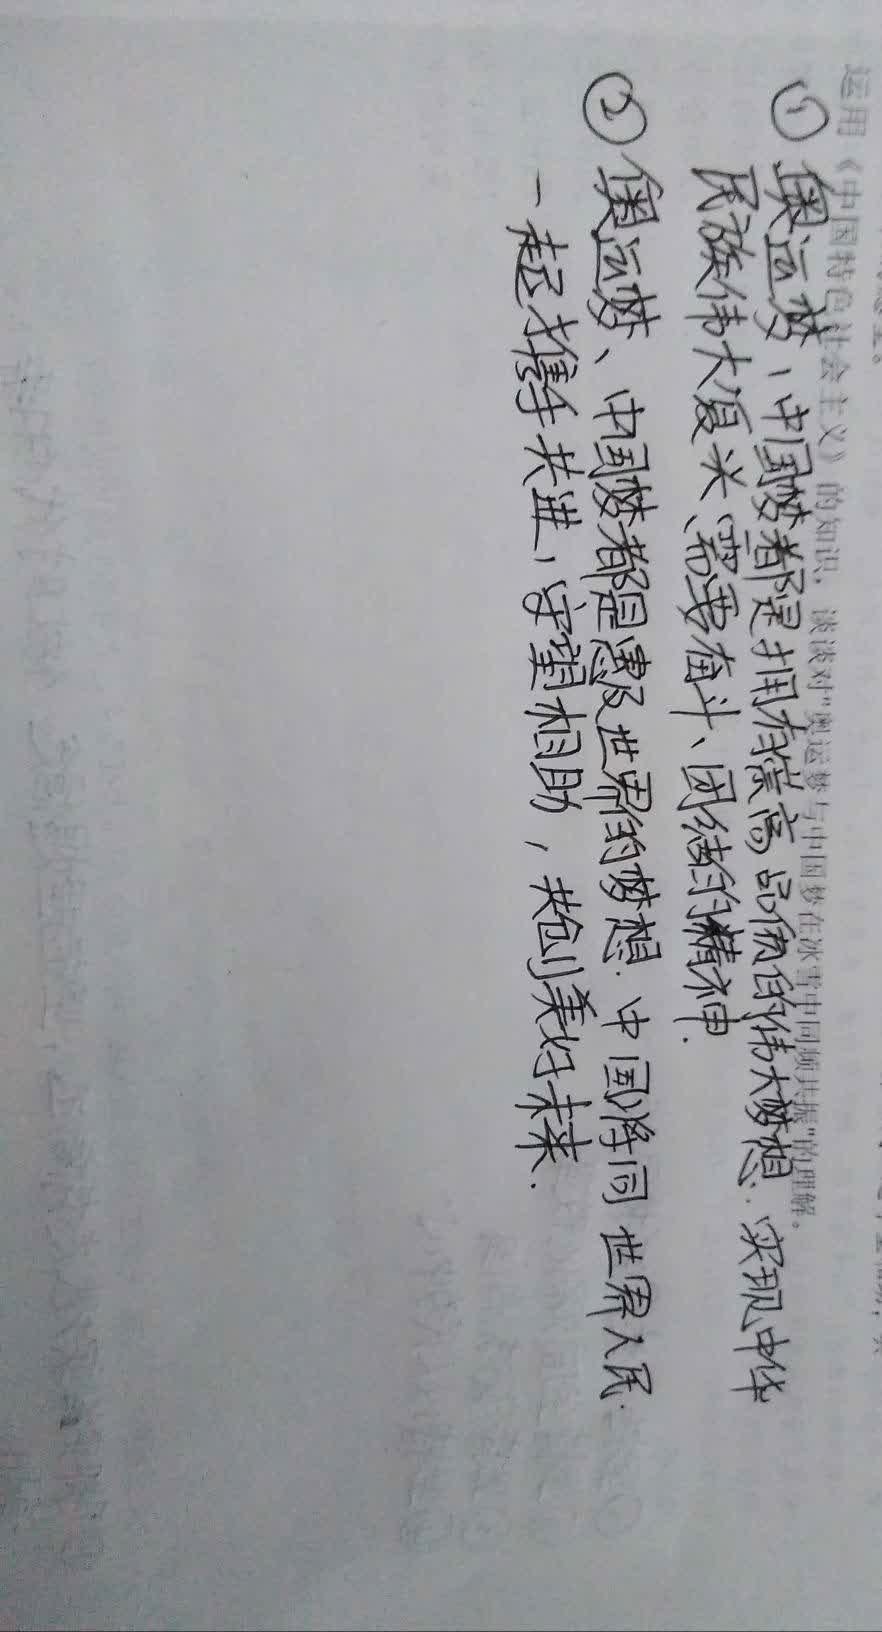 运用《中国特色社会主义》的知识，谈谈对“奥运梦与中国梦在冰雪中同频共振”的理解。
① 奥运梦，中国梦都是拥有崇高品质的伟大梦想. 实现中华
民族伟大复兴、需要奋斗、团结的精神.
② 奥运梦、中国梦都是惠及世界的梦想. 中国将同世界人民.
一起携手共进，守望相助，共创美好未来.